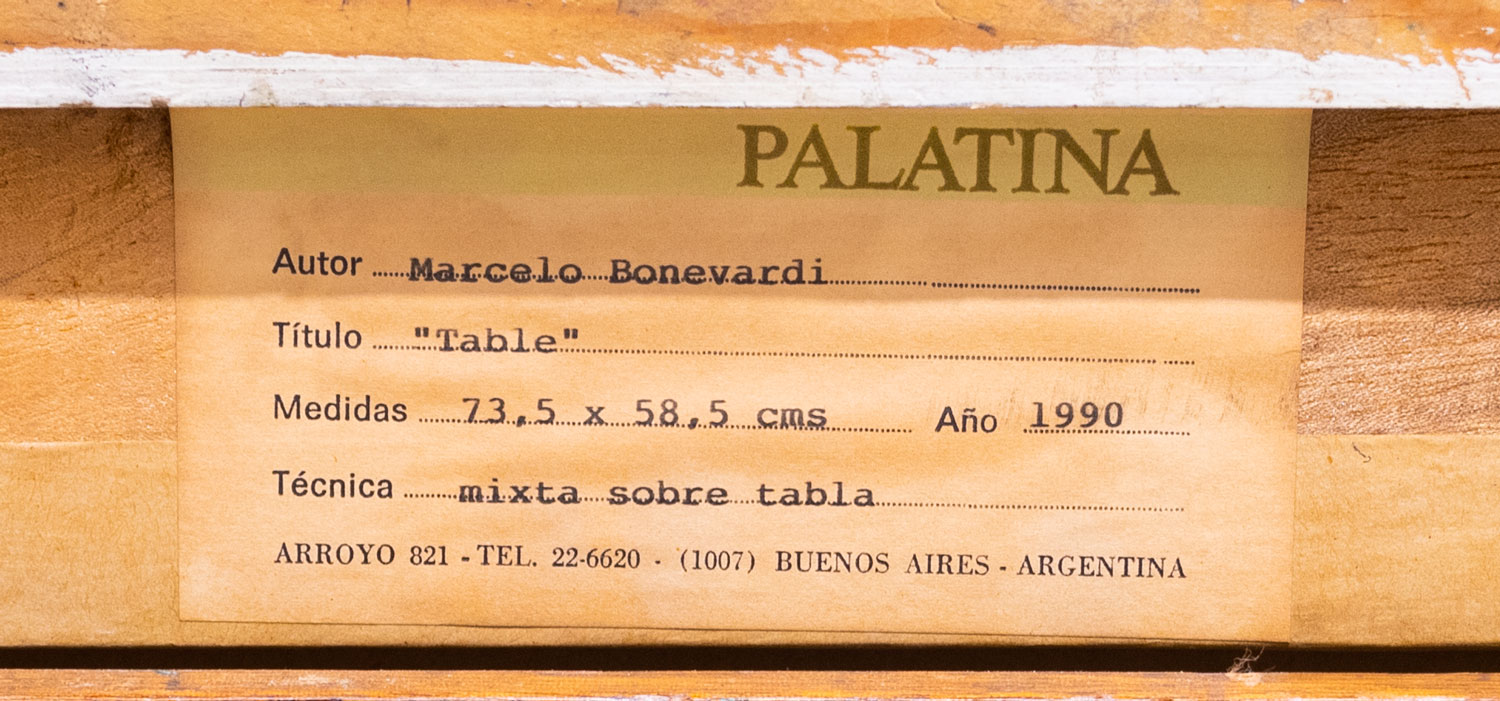 PALATINA
Autor Marcelo Bonevardi
Título "Table"
Medidas 73,5 x 58,5 cms Año 1990
Técnica mixta sobre tabla
ARROYO 821 - TEL. 22-6620 - (1007) BUENOS AIRES - ARGENTINA